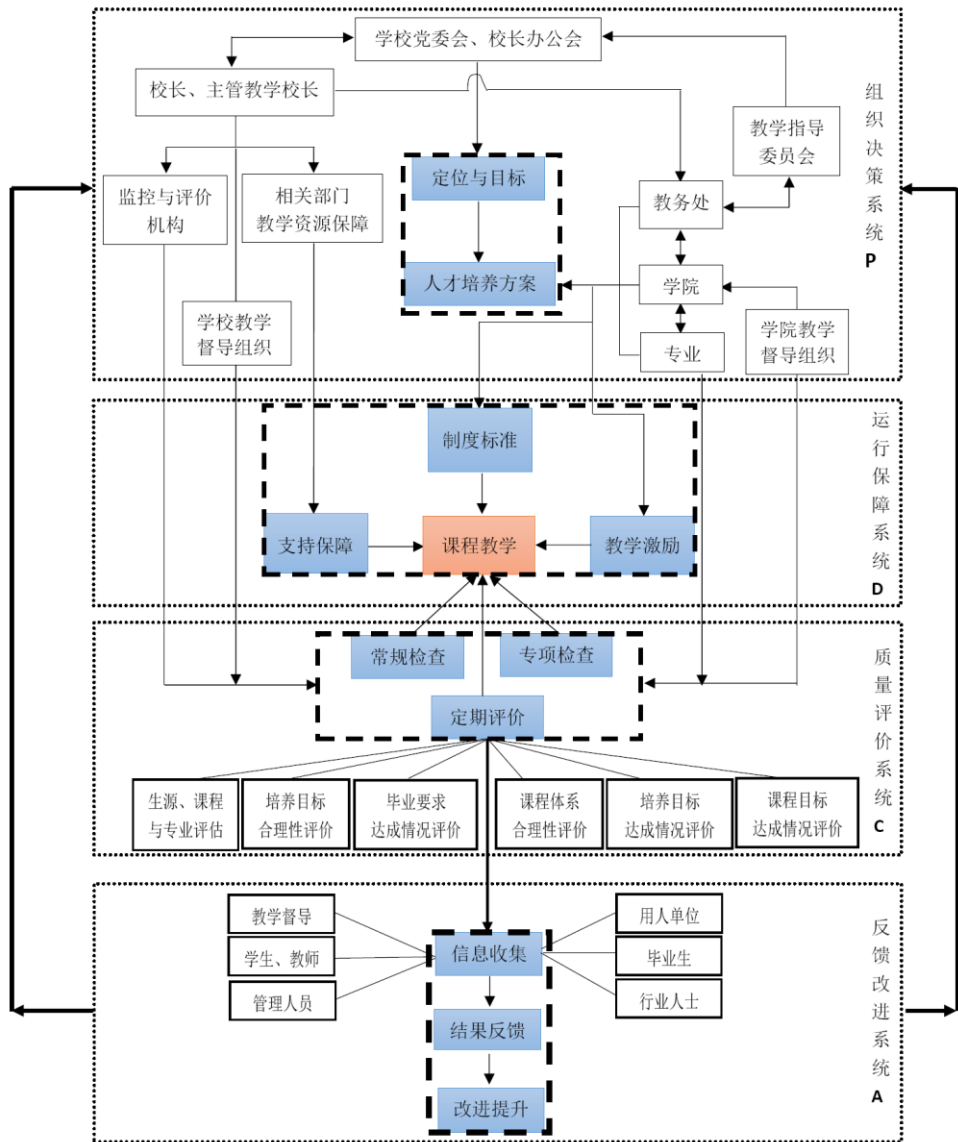 学校党委会、校长办公会
校长、主管教学校长
教学指导
委员会
监控与评价
机构
相关部门
教学资源保障
定位与目标
教务处
人才培养方案
学院
学校教学
督导组织
专业
学院教学
督导组织
组织决策系统P
制度标准
支持保障
课程教学
教学激励
运行保障系统D
常规检查
专项检查
定期评价
生源、课程
与专业评估
培养目标
合理性评价
毕业要求
达成情况评价
课程体系
合理性评价
培养目标
达成情况评价
课程目标
达成情况评价
质量评价系统C
教学督导
学生、教师
管理人员
信息收集
用人单位
毕业生
行业人士
结果反馈
改进提升
反馈改进系统A